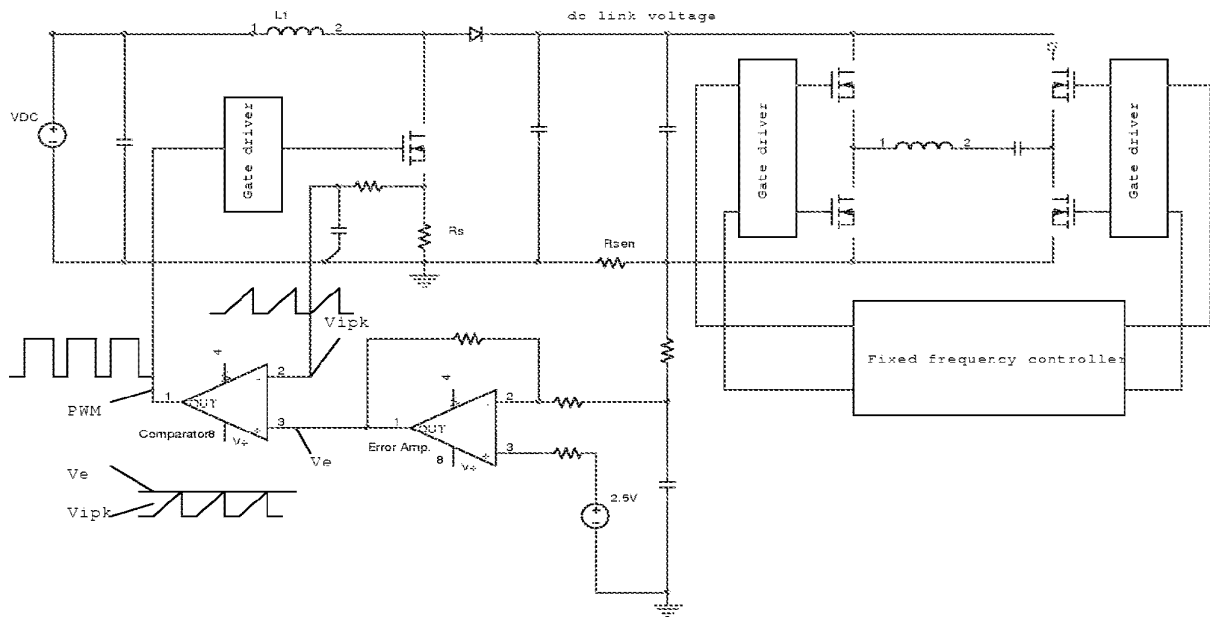 dc link voltage
L1
1
2
VDC
Gate driver
Gate driver
1
2
Gate driver
Rs
Rsen
Vipk
Fixed frequency controller
4
2
-
PWM
1
OUT
3
+
Comparator
8
V+
Ve
4
2
-
1
OUT
3
+
Error Amp.
8
V+
Ve
Vipk
2.5V